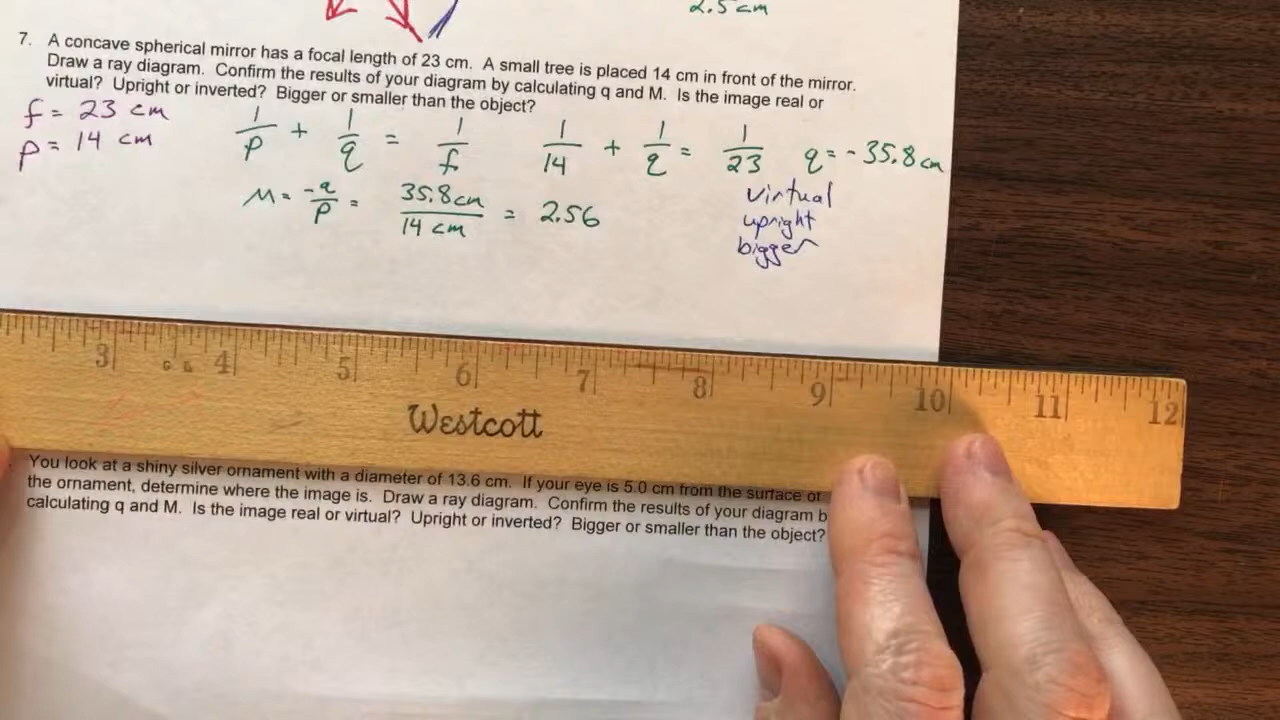 2.5 cm
7. A concave spherical mirror has a focal length of 23 cm. A small tree is placed 14 cm in front of the mirror.
Draw a ray diagram. Confirm the results of your diagram by calculating q and M. Is the image real or
virtual? Upright or inverted? Bigger or smaller than the object?
f = 23 cm
p = 14 cm
1/p + 1/q = 1/f 1/14 + 1/q = 1/23 q = -35.8 cm
M = -q/p = 35.8 cm/14 cm = 2.56
virtual
upright
bigger
3 4 5 6 7 8 9 10 11 12
Westcott
You look at a shiny silver ornament with a diameter of 13.6 cm. If your eye is 5.0 cm from the surface of
the ornament, determine where the image is. Draw a ray diagram. Confirm the results of your diagram b
calculating q and M. Is the image real or virtual? Upright or inverted? Bigger or smaller than the object?